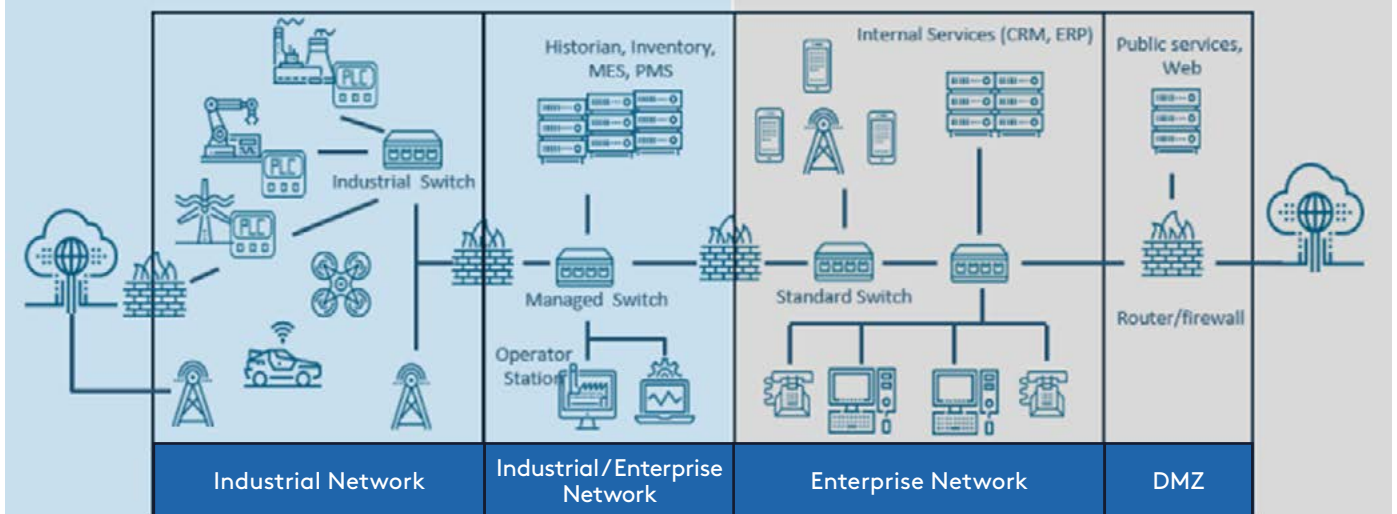 PLC
Historian, Inventory,
MES, PMS
Internal Services (CRM, ERP)
Public services,
Web
PLC
Industrial Switch
PLC
Managed Switch
Standard Switch
Router/firewall
Operator
Station
Industrial Network
Industrial/Enterprise
Network
Enterprise Network
DMZ